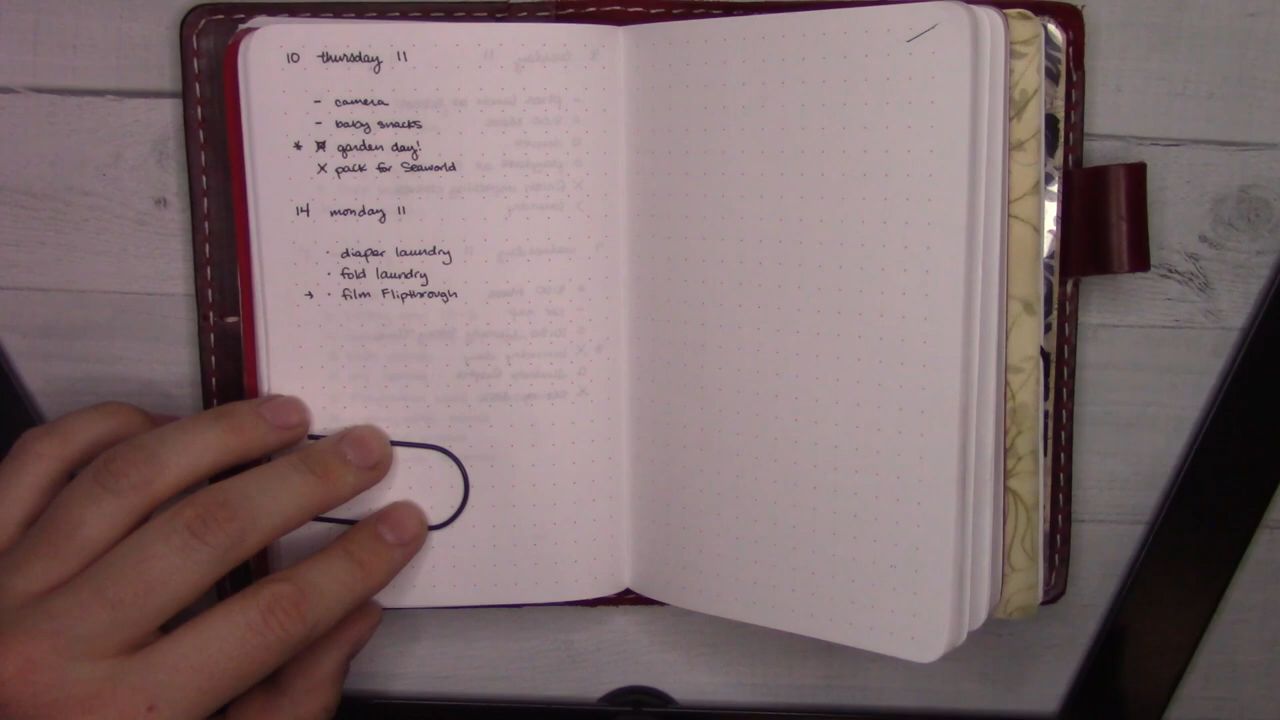 10 thursday 11
- camera
- baby snacks
* garden day!
X pack for Seaworld
14 monday 11
· diaper laundry
· fold laundry
→ · film Flipthrough